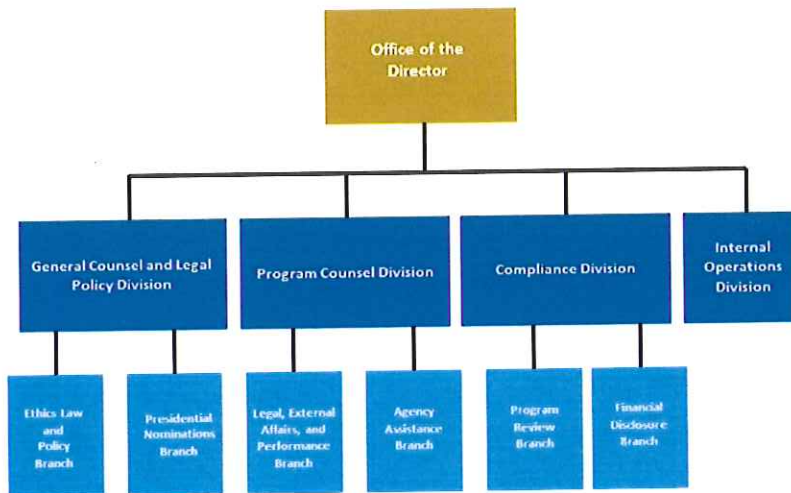 Office of the
Director
General Counsel and Legal
Policy Division
Program Counsel Division
Compliance Division
Internal
Operations
Division
Ethics Law
and
Policy
Branch
Presidential
Nominations
Branch
Legal, External
Affairs, and
Performance
Branch
Agency
Assistance
Branch
Program
Review
Branch
Financial
Disclosure
Branch